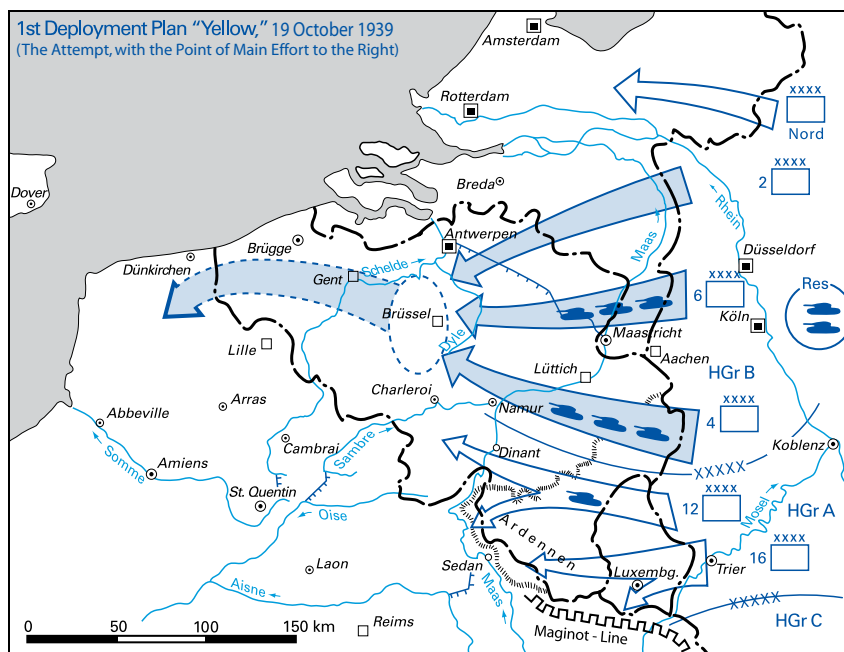 1st Deployment Plan “Yellow,” 19 October 1939
(The Attempt, with the Point of Main Effort to the Right)
Amsterdam
Rotterdam
XXXX
Nord
XXXX
2
Dover
Breda
Rhein
Maas
Brügge
Antwerpen
Dünkirchen
Gent
Schelde
Düsseldorf
XXXX
6
Res
Brüssel
Köln
Dyle
Maastricht
Lille
Aachen
Lüttich
HGr B
Charleroi
Namur
XXXX
4
Abbeville
Arras
Cambrai
Sambre
Dinant
Koblenz
XXXXX
Somme
Amiens
St. Quentin
XXXX
12
Mosel
HGr A
Oise
Ardennen
XXXX
16
Laon
Sedan
Luxembg.
Trier
Aisne
Maas
XXXXX
HGr C
Reims
Maginot - Line
0 50 100 150 km